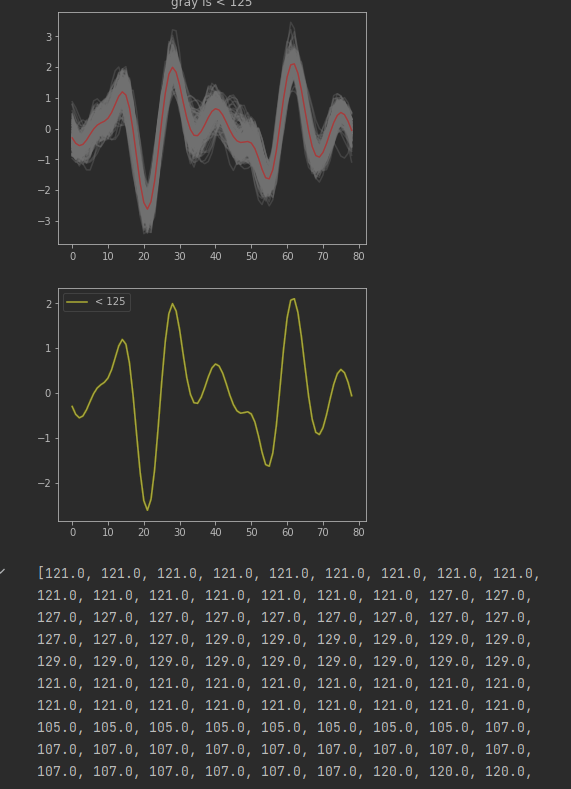 gray is < 125
3
2
1
0
−1
−2
−3
0 10 20 30 40 50 60 70 80
< 125
2
1
0
−1
−2
0 10 20 30 40 50 60 70 80
[121.0, 121.0, 121.0, 121.0, 121.0, 121.0, 121.0, 121.0, 121.0,
121.0, 121.0, 121.0, 121.0, 121.0, 121.0, 121.0, 127.0, 127.0,
127.0, 127.0, 127.0, 127.0, 127.0, 127.0, 127.0, 127.0, 127.0,
127.0, 127.0, 127.0, 129.0, 129.0, 129.0, 129.0, 129.0, 129.0,
129.0, 129.0, 129.0, 129.0, 129.0, 129.0, 129.0, 129.0, 129.0,
121.0, 121.0, 121.0, 121.0, 121.0, 121.0, 121.0, 121.0, 121.0,
121.0, 121.0, 121.0, 121.0, 121.0, 121.0, 121.0, 121.0, 121.0,
105.0, 105.0, 105.0, 105.0, 105.0, 105.0, 105.0, 105.0, 107.0,
107.0, 107.0, 107.0, 107.0, 107.0, 107.0, 107.0, 107.0, 107.0,
107.0, 107.0, 107.0, 107.0, 107.0, 107.0, 120.0, 120.0, 120.0,